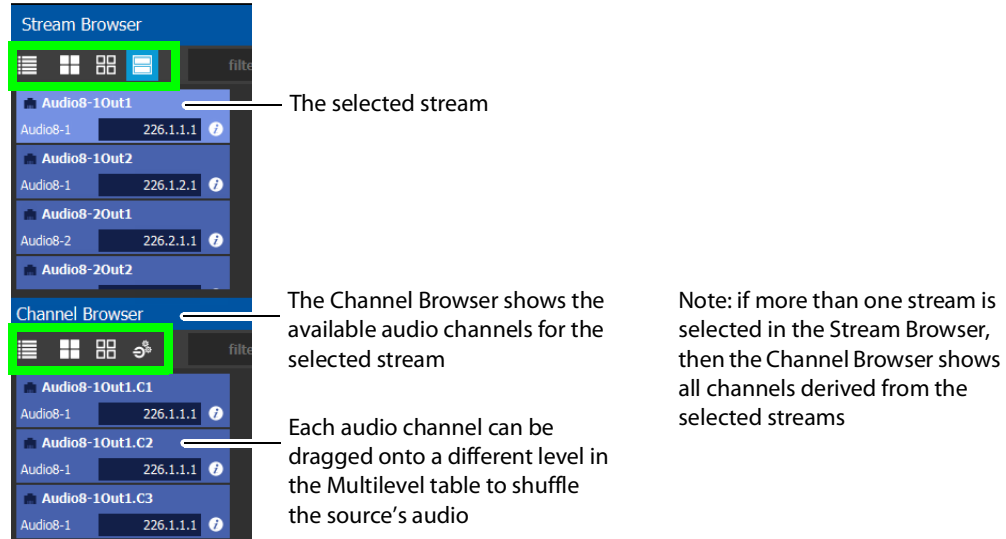 Stream Browser
filte
Audio8-1Out1
Audio8-1 226.1.1.1 i
The selected stream
Audio8-1Out2
Audio8-1 226.1.2.1 i
Audio8-2Out1
Audio8-2 226.2.1.1 i
Audio8-2Out2
Channel Browser
filte
The Channel Browser shows the
available audio channels for the
selected stream
Note: if more than one stream is
selected in the Stream Browser,
then the Channel Browser shows
all channels derived from the
selected streams
Audio8-1Out1.C1
Audio8-1 226.1.1.1 i
Audio8-1Out1.C2
Audio8-1 226.1.1.1 i
Audio8-1Out1.C3
Audio8-1 226.1.1.1 i
Each audio channel can be
dragged onto a different level in
the Multilevel table to shuffle
the source's audio